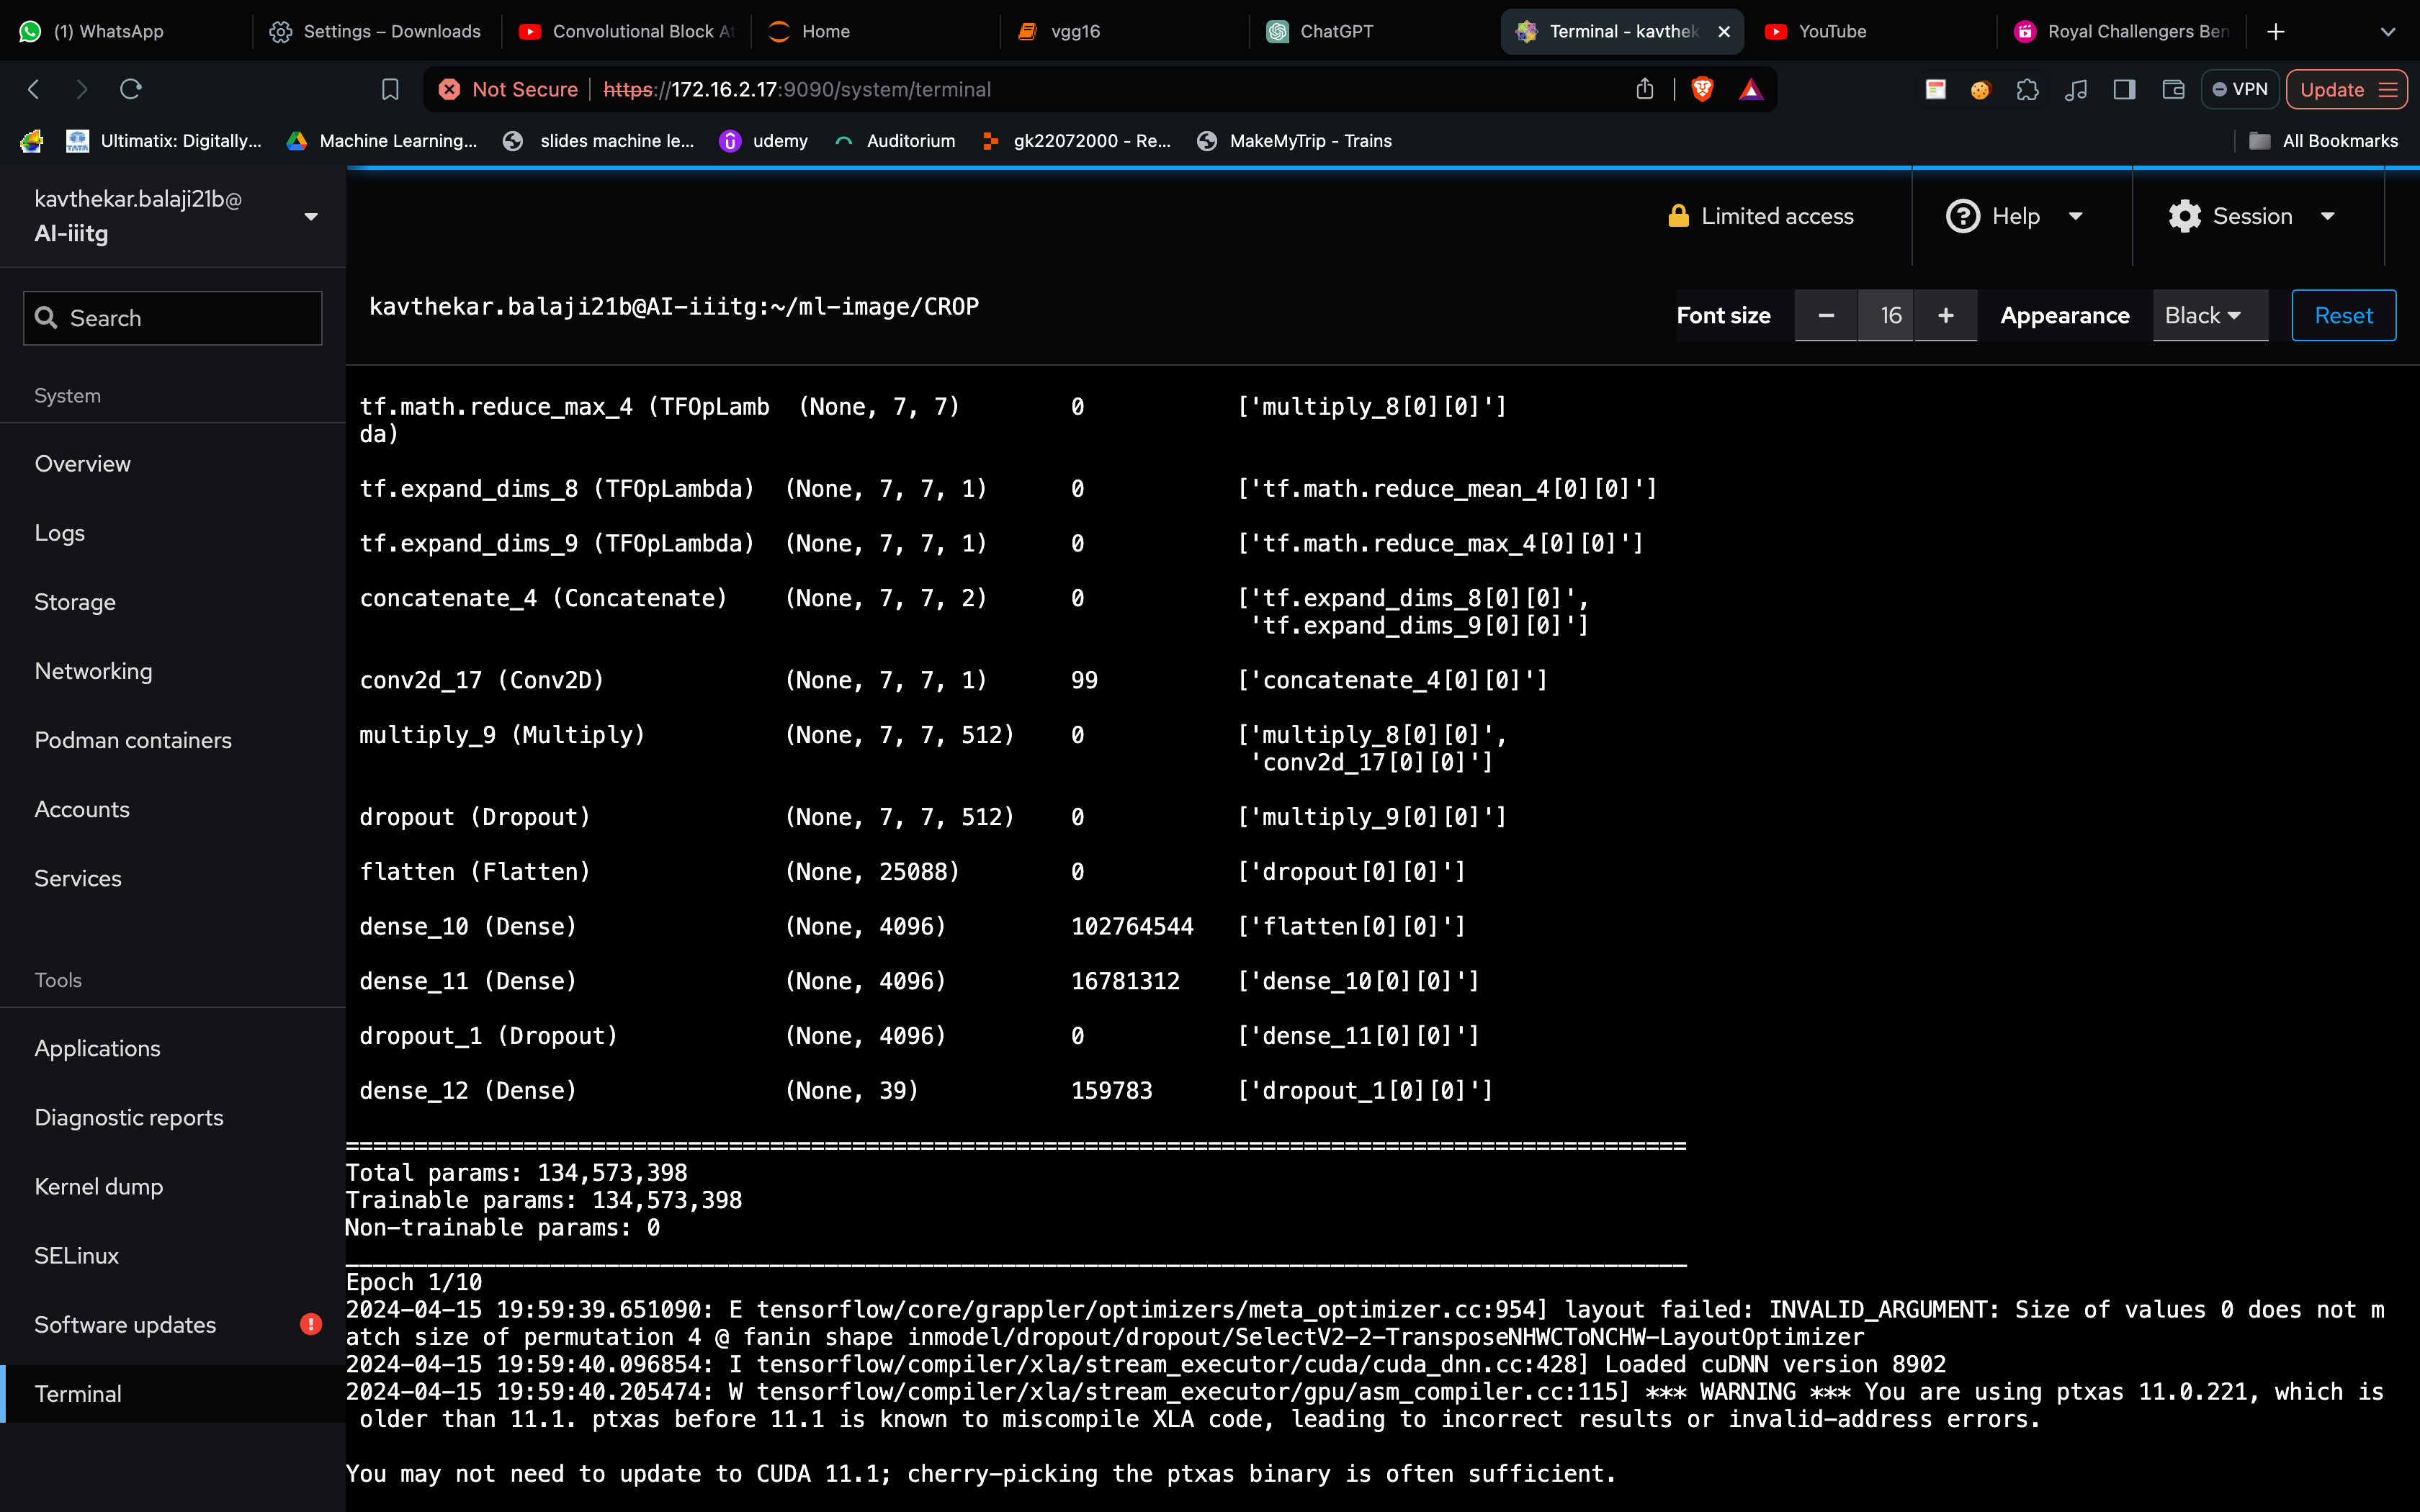 (1) WhatsApp
Settings – Downloads
Convolutional Block At
Home
vgg16
ChatGPT
Terminal - kavthek
YouTube
Royal Challengers Ben
Not Secure
https://172.16.2.17:9090/system/terminal
VPN
Update
TATA
Ultimatix: Digitally...
Machine Learning...
slides machine le...
udemy
Auditorium
gk22072000 - Re...
MakeMyTrip - Trains
All Bookmarks
kavthekar.balaji21b@
AI-iiitg
Limited access
Help
Session
Search
kavthekar.balaji21b@AI-iiitg:~/ml-image/CROP
Font size
16
Appearance
Black
Reset
System
Overview
Logs
Storage
Networking
Podman containers
Accounts
Services
Tools
Applications
Diagnostic reports
Kernel dump
SELinux
Software updates
Terminal
tf.math.reduce_max_4 (TFOpLamb  (None, 7, 7)        0           ['multiply_8[0][0]']
da)
tf.expand_dims_8 (TFOpLambda)  (None, 7, 7, 1)      0           ['tf.math.reduce_mean_4[0][0]']
tf.expand_dims_9 (TFOpLambda)  (None, 7, 7, 1)      0           ['tf.math.reduce_max_4[0][0]']
concatenate_4 (Concatenate)    (None, 7, 7, 2)      0           ['tf.expand_dims_8[0][0]',
'tf.expand_dims_9[0][0]']
conv2d_17 (Conv2D)             (None, 7, 7, 1)      99          ['concatenate_4[0][0]']
multiply_9 (Multiply)          (None, 7, 7, 512)    0           ['multiply_8[0][0]',
'conv2d_17[0][0]']
dropout (Dropout)              (None, 7, 7, 512)    0           ['multiply_9[0][0]']
flatten (Flatten)              (None, 25088)        0           ['dropout[0][0]']
dense_10 (Dense)               (None, 4096)         102764544   ['flatten[0][0]']
dense_11 (Dense)               (None, 4096)         16781312    ['dense_10[0][0]']
dropout_1 (Dropout)            (None, 4096)         0           ['dense_11[0][0]']
dense_12 (Dense)               (None, 39)           159783      ['dropout_1[0][0]']
==================================================================================================
Total params: 134,573,398
Trainable params: 134,573,398
Non-trainable params: 0
__________________________________________________________________________________________________
Epoch 1/10
2024-04-15 19:59:39.651090: E tensorflow/core/grappler/optimizers/meta_optimizer.cc:954] layout failed: INVALID_ARGUMENT: Size of values 0 does not m
atch size of permutation 4 @ fanin shape inmodel/dropout/dropout/SelectV2-2-TransposeNHWCToNCHW-LayoutOptimizer
2024-04-15 19:59:40.096854: I tensorflow/compiler/xla/stream_executor/cuda/cuda_dnn.cc:428] Loaded cuDNN version 8902
2024-04-15 19:59:40.205474: W tensorflow/compiler/xla/stream_executor/gpu/asm_compiler.cc:115] *** WARNING *** You are using ptxas 11.0.221, which is
older than 11.1. ptxas before 11.1 is known to miscompile XLA code, leading to incorrect results or invalid-address errors.
You may not need to update to CUDA 11.1; cherry-picking the ptxas binary is often sufficient.